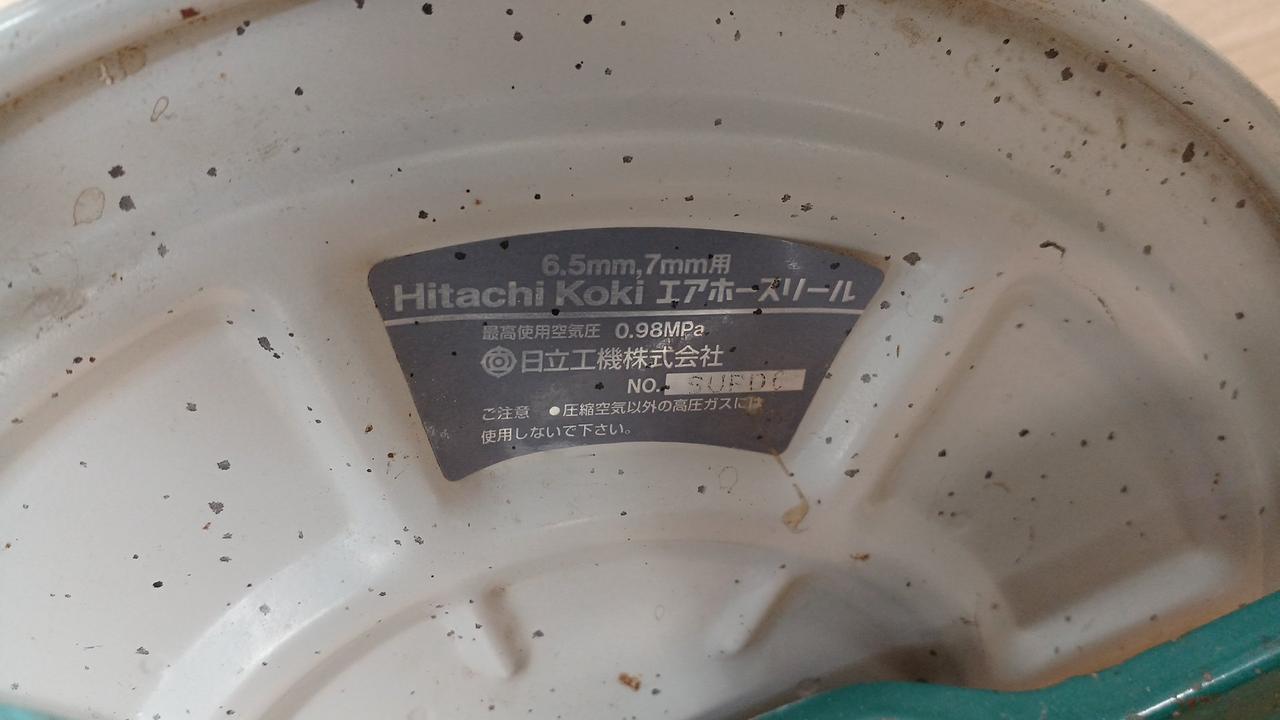 6.5mm,7mm用
Hitachi Koki エアホースリール
最高使用空気圧 0.98MPa
日立工機株式会社
NO.
ご注意 ●圧縮空気以外の高圧ガスには
使用しないで下さい。